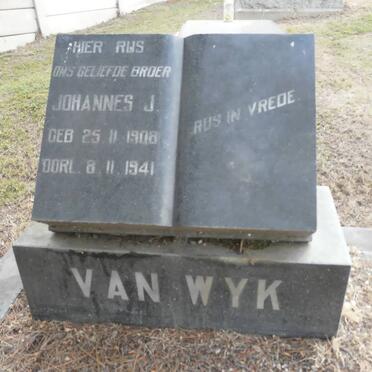 HIER RUS
ONS GELIEFDE BROER
JOHANNES J.
GEB. 25.11.1908
OORL. 8.11.1941
RUS IN VREDE.
VAN WYK